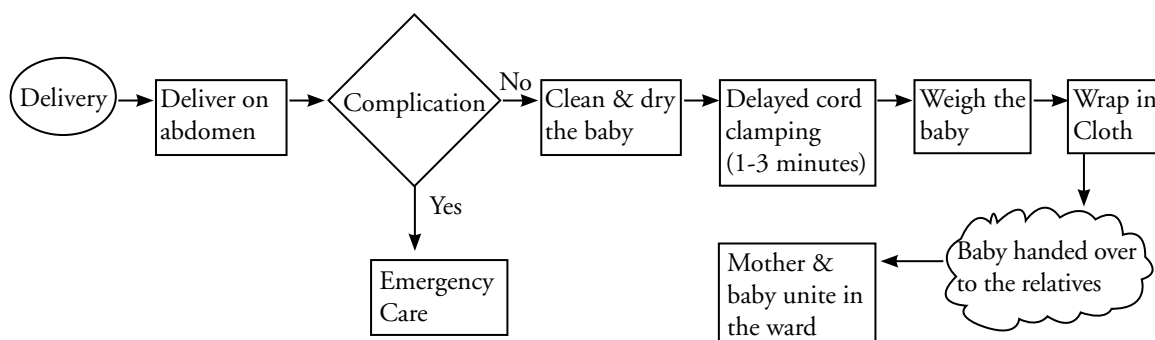 Delivery
Deliver on
abdomen
Complication
No
Yes
Emergency
Care
Clean & dry
the baby
Delayed cord
clamping
(1-3 minutes)
Weigh the
baby
Wrap in
Cloth
Baby handed over
to the relatives
Mother &
baby unite in
the ward